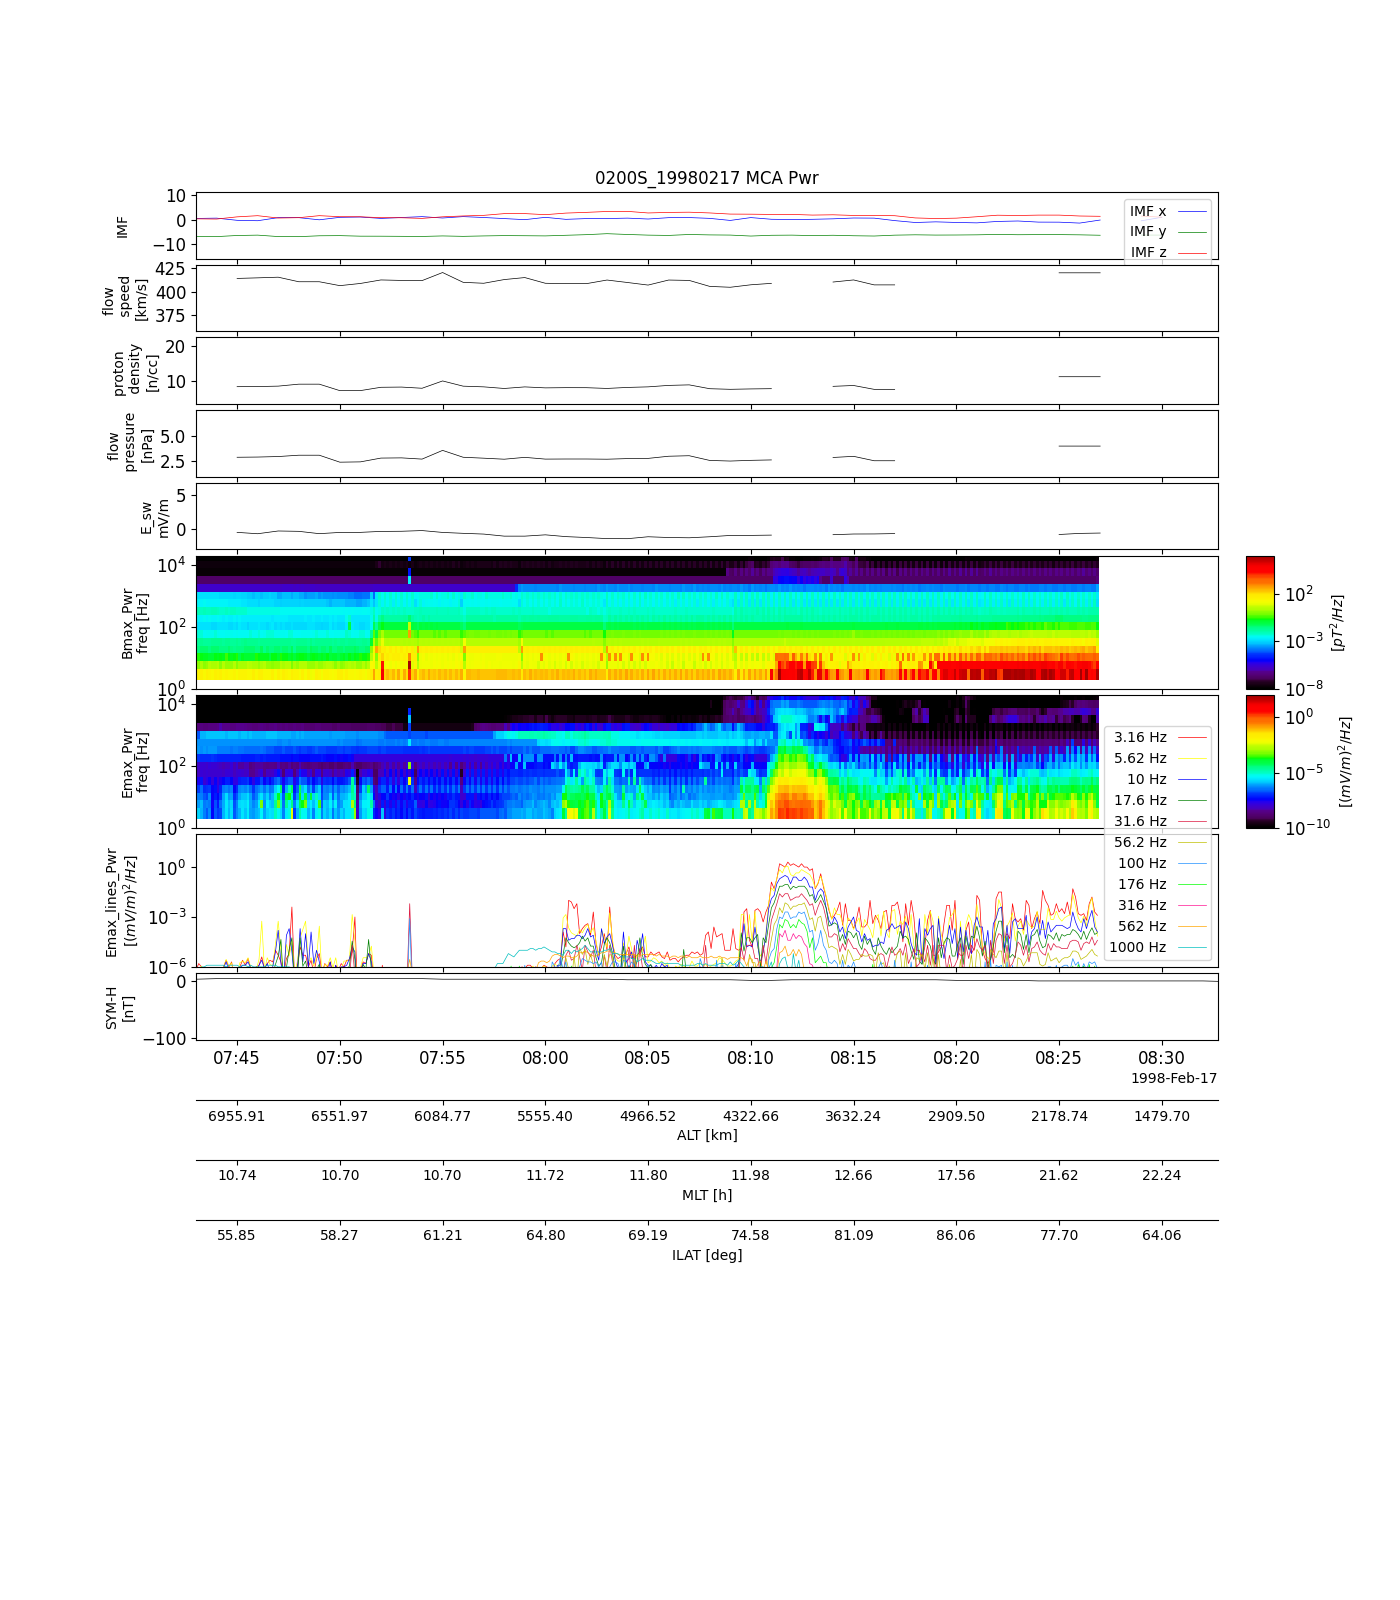 0200S_19980217 MCA Pwr
10
0
−10
IMF
IMF x
IMF y
IMF z
425
400
375
flow
speed
[km/s]
20
10
proton
density
[n/cc]
5.0
2.5
flow
pressure
[nPa]
5
0
E_sw
mV/m
10^4
10^2
10^0
Bmax_Pwr
freq [Hz]
10^2
10^−3
10^−8
[pT^2/Hz]
10^4
10^2
10^0
Emax_Pwr
freq [Hz]
10^0
10^−5
10^−10
[(mV/m)^2/Hz]
3.16 Hz
5.62 Hz
10 Hz
17.6 Hz
31.6 Hz
56.2 Hz
100 Hz
176 Hz
316 Hz
562 Hz
1000 Hz
10^0
10^−3
10^−6
Emax_lines_Pwr
[(mV/m)^2/Hz]
0
−100
SYM-H
[nT]
07:45 07:50 07:55 08:00 08:05 08:10 08:15 08:20 08:25 08:30
1998-Feb-17
6955.91 6551.97 6084.77 5555.40 4966.52 4322.66 3632.24 2909.50 2178.74 1479.70
ALT [km]
10.74 10.70 10.70 11.72 11.80 11.98 12.66 17.56 21.62 22.24
MLT [h]
55.85 58.27 61.21 64.80 69.19 74.58 81.09 86.06 77.70 64.06
ILAT [deg]